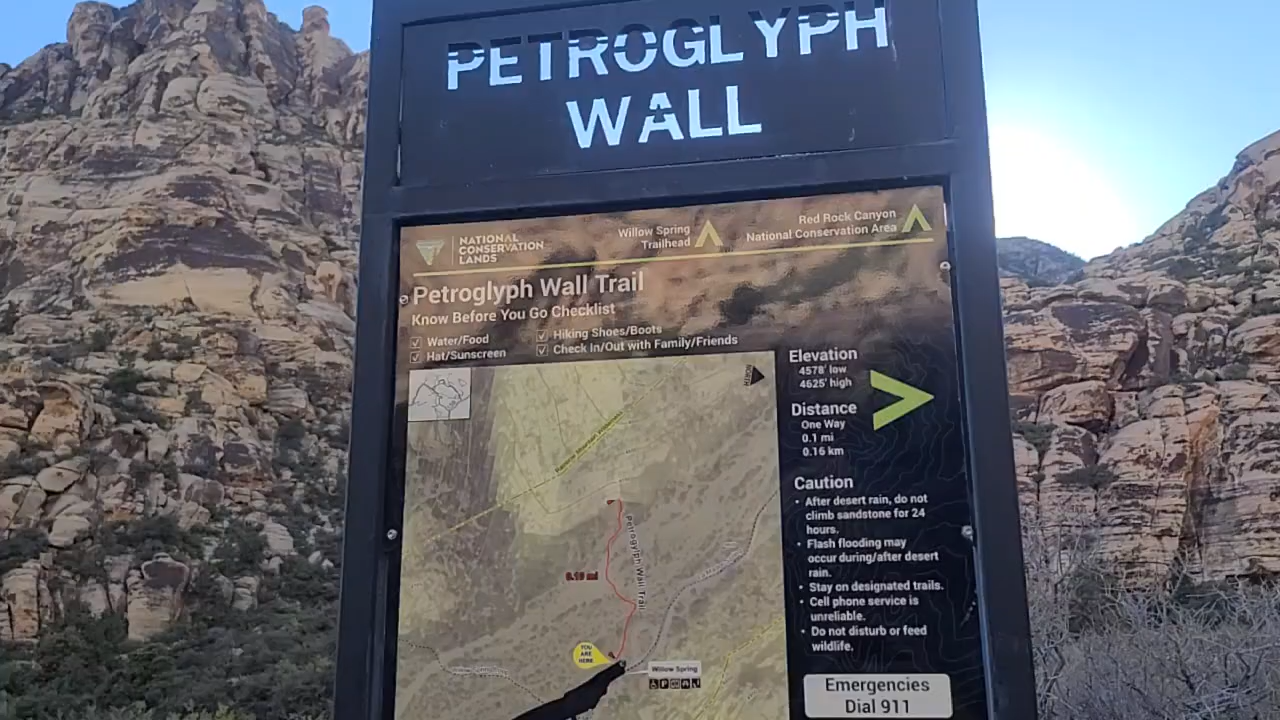 PETROGLYPH
WALL
NATIONAL
CONSERVATION
LANDS
Willow Spring
Trailhead
Red Rock Canyon
National Conservation Area
Petroglyph Wall Trail
Know Before You Go Checklist
Water/Food
Hat/Sunscreen
Hiking Shoes/Boots
Check In/Out with Family/Friends
NORTH
Elevation
4578' low
4625' high
Distance
One Way
0.1 mi
0.16 km
Caution
• After desert rain, do not
climb sandstone for 24
hours.
• Flash flooding may
occur during/after desert
rain.
• Stay on designated trails.
• Cell phone service is
unreliable.
• Do not disturb or feed
wildlife.
Emergencies
Dial 911
Petroglyph Wall Trail
0.10 mi
YOU
ARE
HERE
Willow Spring